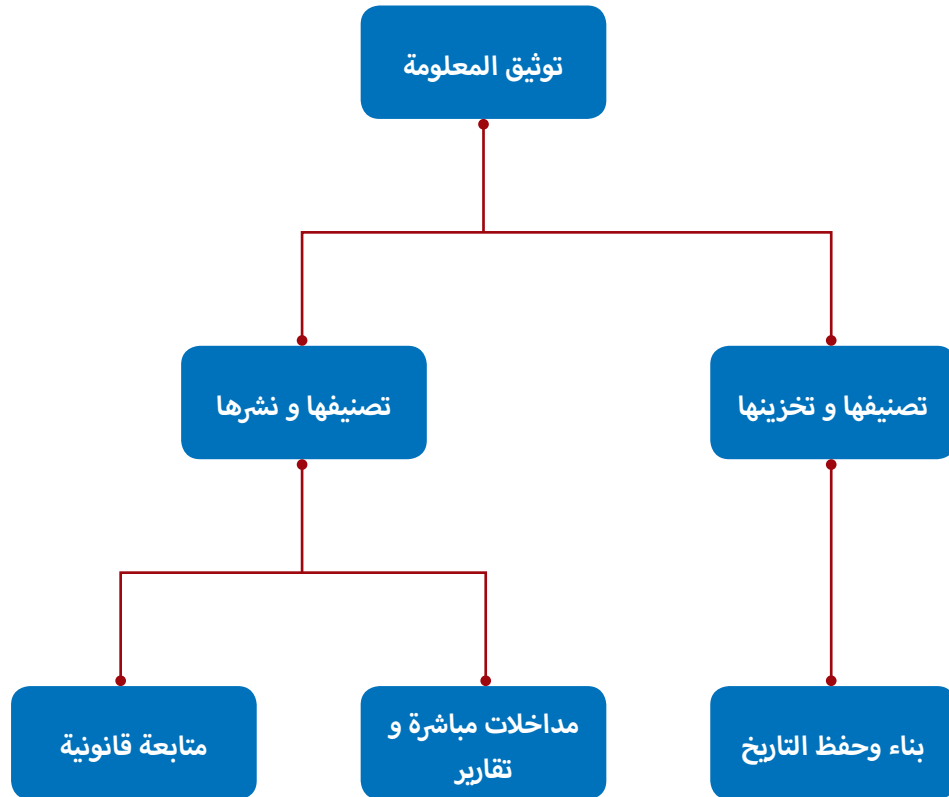 توثيق المعلومة
تصنيفها و تخزينها
تصنيفها و نشرها
بناء وحفظ التاريخ
مداخلات مباشرة و
تقارير
متابعة قانونية